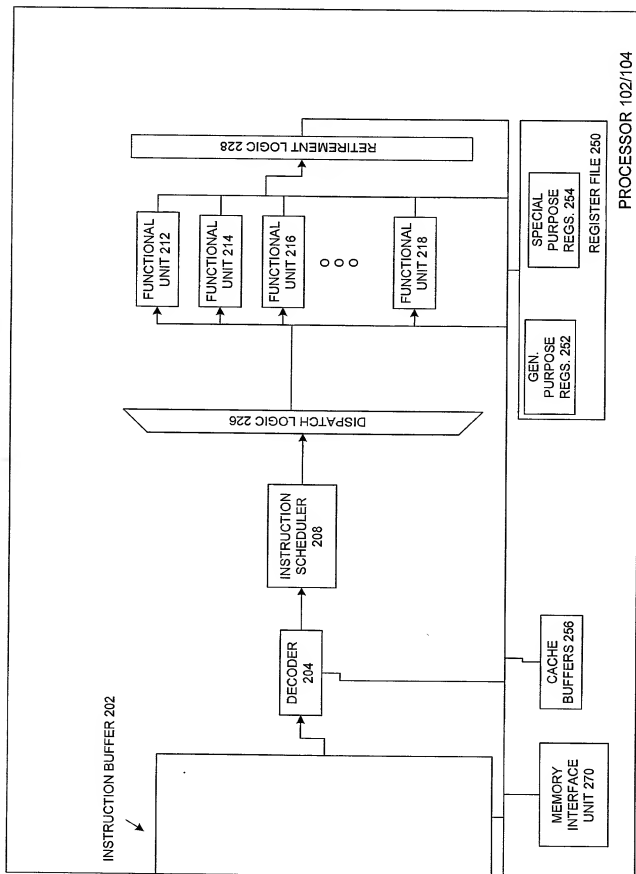 INSTRUCTION BUFFER 202
DECODER
204
INSTRUCTION
SCHEDULER
208
DISPATCH LOGIC 226
FUNCTIONAL
UNIT 212
FUNCTIONAL
UNIT 214
FUNCTIONAL
UNIT 216
FUNCTIONAL
UNIT 218
RETIREMENT LOGIC 228
MEMORY
INTERFACE
UNIT 270
CACHE
BUFFERS 256
GEN.
PURPOSE
REGS. 252
SPECIAL
PURPOSE
REGS. 254
REGISTER FILE 250
PROCESSOR 102/104